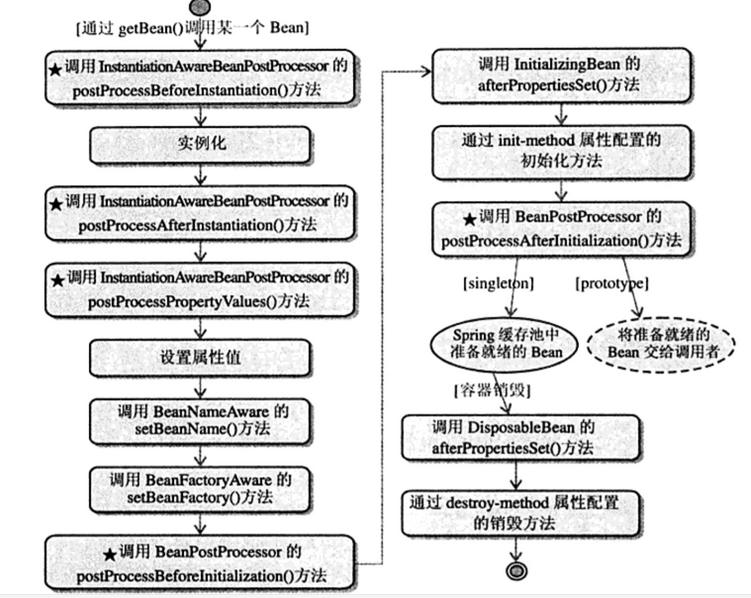 [通过 getBean()调用某一个 Bean]
★调用 InstantiationAwareBeanPostProcessor 的
postProcessBeforeInstantiation()方法
实例化
★调用 InstantiationAwareBeanPostProcessor 的
postProcessAfterInstantiation()方法
★调用 InstantiationAwareBeanPostProcessor 的
postProcessPropertyValues()方法
设置属性值
调用 BeanNameAware 的
setBeanName()方法
调用 BeanFactoryAware 的
setBeanFactory()方法
★调用 BeanPostProcessor 的
postProcessBeforeInitialization()方法
调用 InitializingBean 的
afterPropertiesSet()方法
通过 init-method 属性配置的
初始化方法
★调用 BeanPostProcessor 的
postProcessAfterInitialization()方法
[singleton]
[prototype]
Spring 缓存池中
准备就绪的 Bean
将准备就绪的
Bean 交给调用者
[容器销毁]
调用 DisposableBean 的
afterPropertiesSet()方法
通过 destroy-method 属性配置
的销毁方法